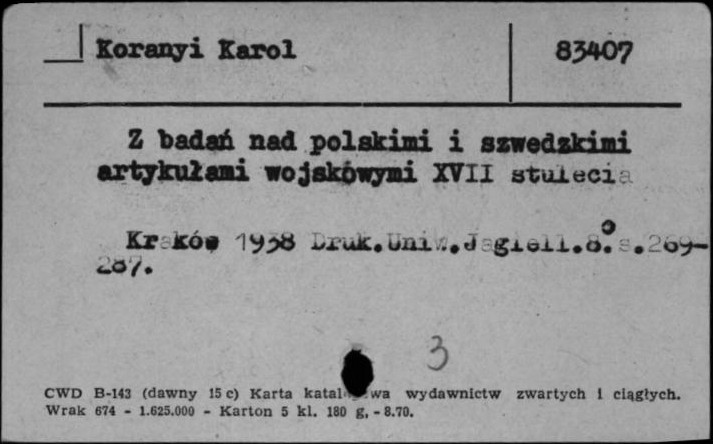 Koranyi Karol 83407
Z badań nad polskimi i szwedzkimi
artykułami wojskowymi XVII stulecia
Kraków 1938 Druk.Uniw.Jagiell.8.° s.269-
287.
3
CWD B-143 (dawny 15 c) Karta katalogowa wydawnictw zwartych i ciągłych.
Wrak 674 - 1.625.000 - Karton 5 kl. 180 g, - 8.70.